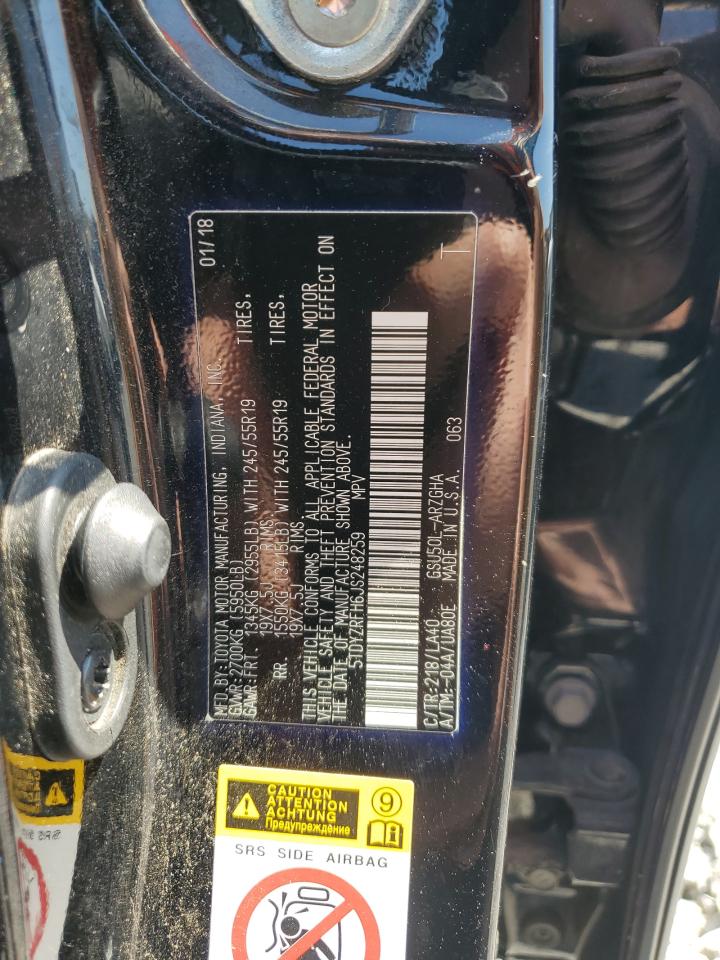 MFD.BY:TOYOTA MOTOR MANUFACTURING, INDIANA, INC. 01/18
GVWR:2700KG(5950LB)
GAWR:FRT. 1345KG (2955LB) WITH 245/55R19 TIRES,
19X7.5J RIMS
RR. 1550KG (3415LB) WITH 245/55R19 TIRES,
19X7.5J RIMS
THIS VEHICLE CONFORMS TO ALL APPLICABLE FEDERAL MOTOR
VEHICLE SAFETY AND THEFT PREVENTION STANDARDS IN EFFECT ON
THE DATE OF MANUFACTURE SHOWN ABOVE.
5TDYZRFH6JS248259 MPV
C/TR:218/LA40 GSU50L-ARZGHA 063
A/TM:-04A/UA80E MADE IN U.S.A. T
CAUTION
ATTENTION
ACHTUNG
Предупреждение
9
SRS SIDE AIRBAG